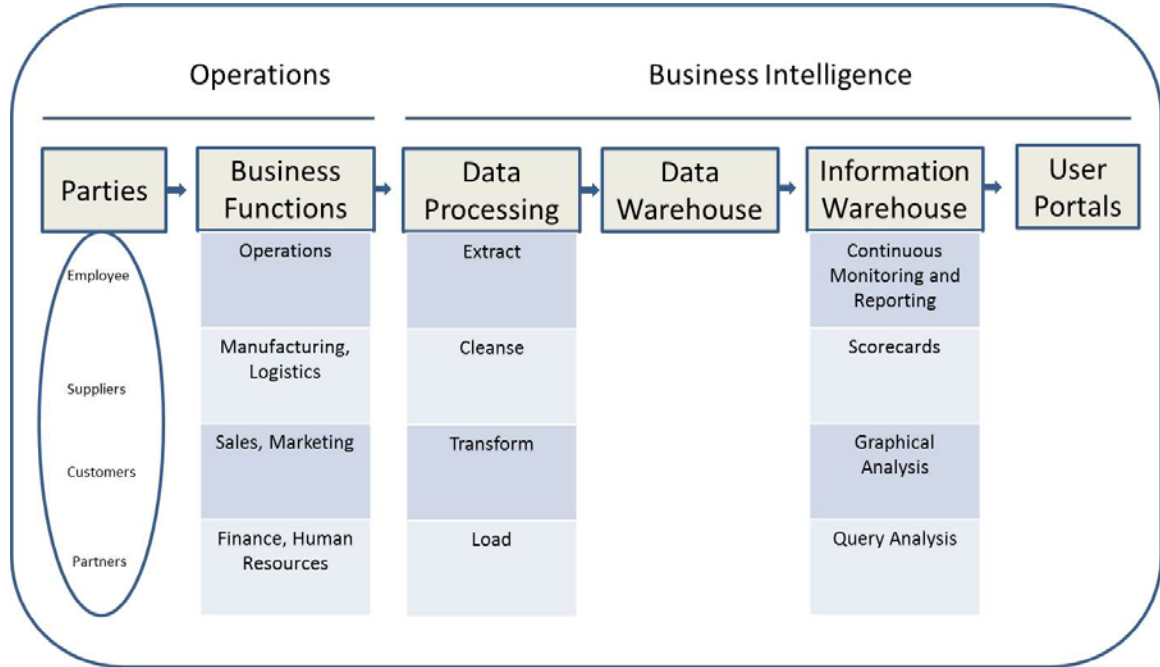 Operations
Business Intelligence
Parties
Business
Functions
Data
Processing
Data
Warehouse
Information
Warehouse
User
Portals
Employee
Suppliers
Customers
Partners
Operations
Manufacturing,
Logistics
Sales, Marketing
Finance, Human
Resources
Extract
Cleanse
Transform
Load
Continuous
Monitoring and
Reporting
Scorecards
Graphical
Analysis
Query Analysis